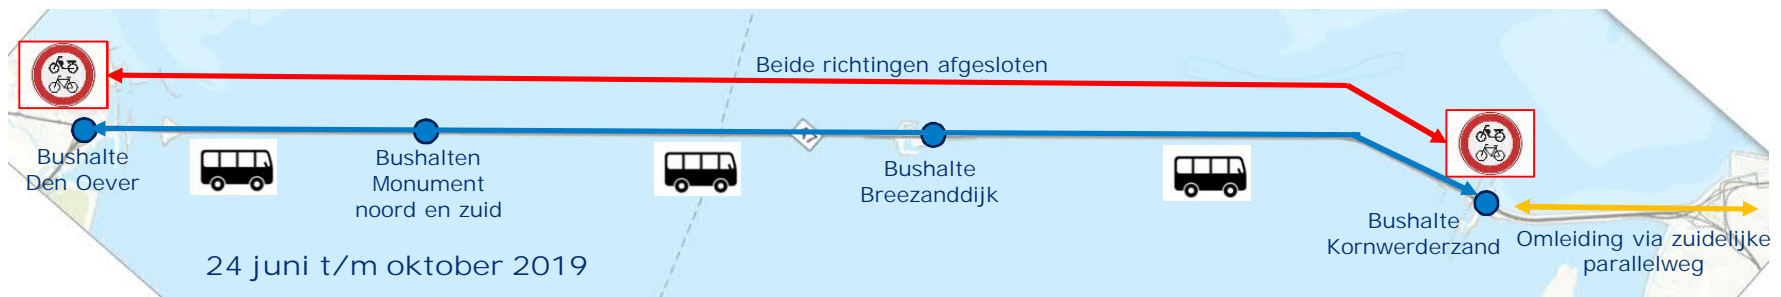 Beide richtingen afgesloten
Bushalte
Den Oever
Bushalten
Monument
noord en zuid
Bushalte
Breezanddijk
Bushalte
Kornwerderzand
Omleiding via zuidelijke
parallelweg
24 juni t/m oktober 2019